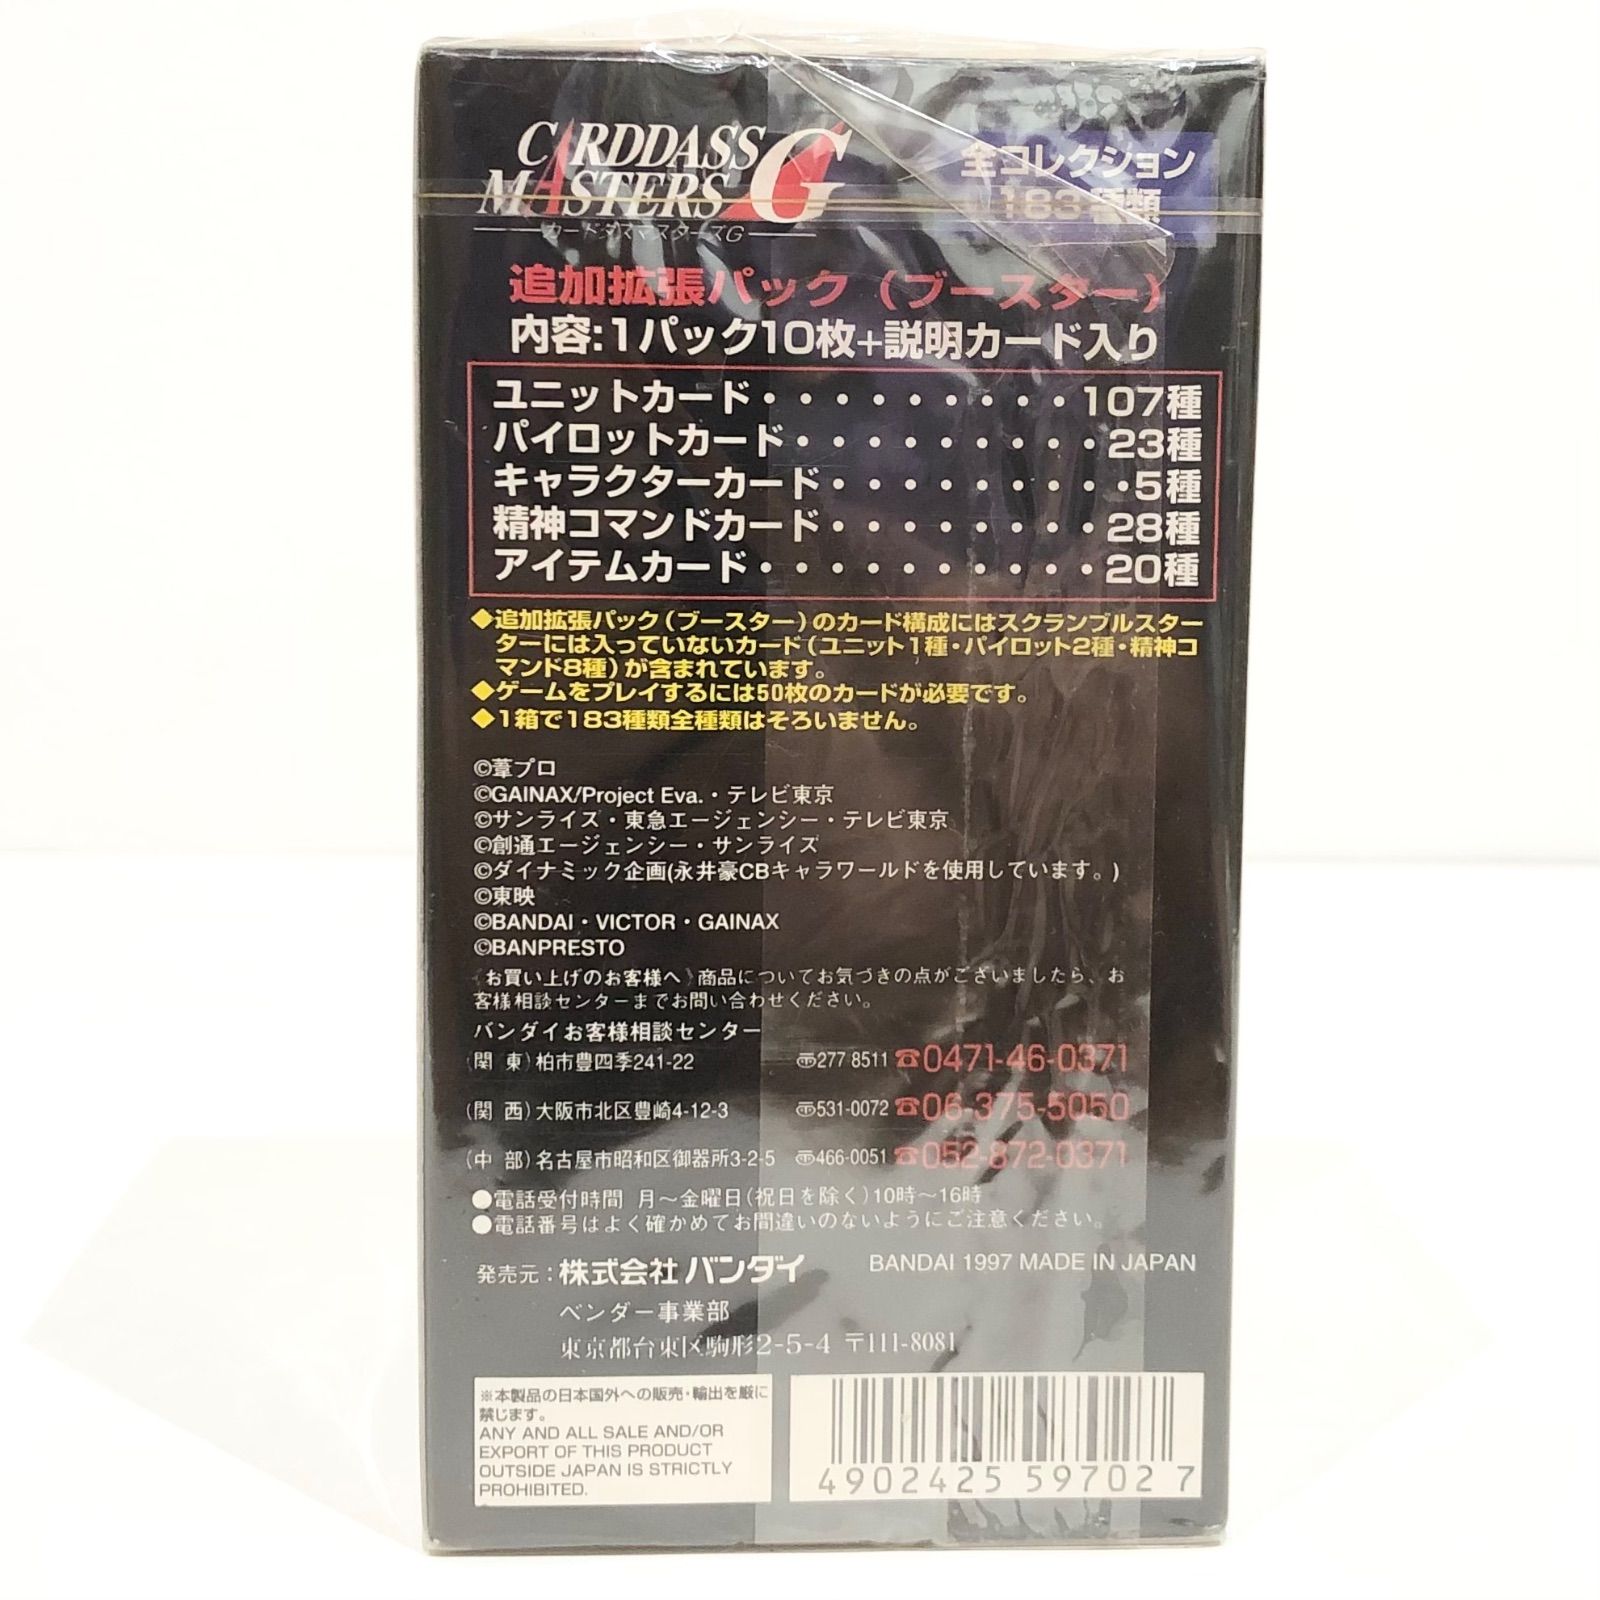 CARDDASS
MASTERS G
カードダスマスターズG
全コレクション
183種類
追加拡張パック(ブースター)
内容:1パック10枚+説明カード入り
ユニットカード・・・・・・・・・107種
パイロットカード・・・・・・・・・23種
キャラクターカード・・・・・・・・・5種
精神コマンドカード・・・・・・・・28種
アイテムカード・・・・・・・・・・20種
◆追加拡張パック(ブースター)のカード構成にはスクランブルスター
ターには入っていないカード(ユニット1種・パイロット2種・精神コ
マンド8種)が含まれています。
◆ゲームをプレイするには50枚のカードが必要です。
◆1箱で183種類全種類はそろいません。
©葦プロ
©GAINAX/Project Eva.・テレビ東京
©サンライズ・東急エージェンシー・テレビ東京
©創通エージェンシー・サンライズ
©ダイナミック企画(永井豪CBキャラワールドを使用しています。)
©東映
©BANDAI・VICTOR・GAINAX
©BANPRESTO
《お買い上げのお客様へ》商品についてお気づきの点がございましたら、お
客様相談センターまでお問い合わせください。
バンダイお客様相談センター
(関 東)柏市豊四季241-22 〒277 8511 ☎0471-46-0371
(関 西)大阪市北区豊崎4-12-3 〒531-0072 ☎06-375-5050
(中 部)名古屋市昭和区御器所3-2-5 〒466-0051 ☎052-872-0371
●電話受付時間 月〜金曜日(祝日を除く)10時〜16時
●電話番号はよく確かめてお間違いのないようにご注意ください。
発売元:株式会社 バンダイ BANDAI 1997 MADE IN JAPAN
ベンダー事業部
東京都台東区駒形2-5-4 〒111-8081
※本製品の日本国外への販売・輸出を厳に
禁じます。
ANY AND ALL SALE AND/OR
EXPORT OF THIS PRODUCT
OUTSIDE JAPAN IS STRICTLY
PROHIBITED.
4902425 59702 7